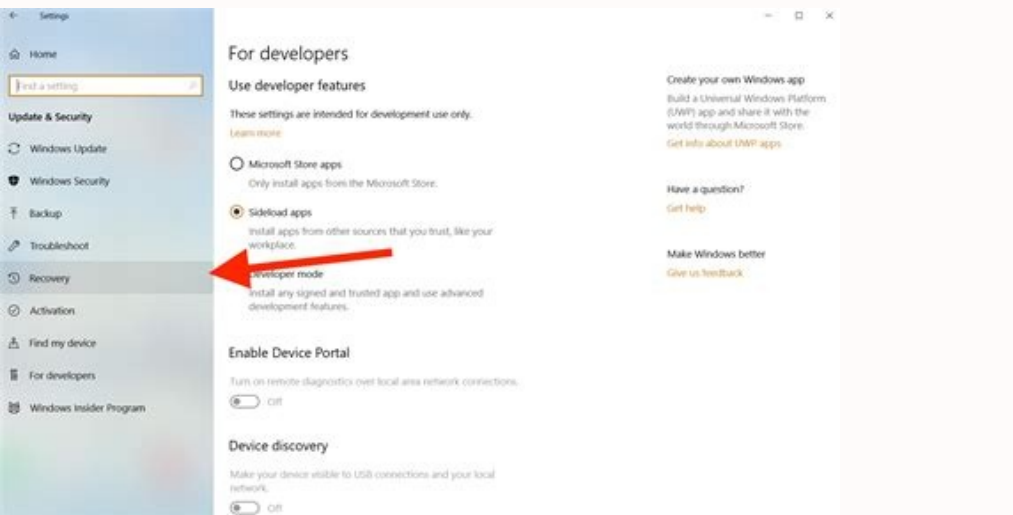 Settings
Home
Find a setting
Update & Security
Windows Update
Windows Security
Backup
Troubleshoot
Recovery
Activation
Find my device
For developers
Windows Insider Program
For developers
Use developer features
These settings are intended for development use only.
Learn more
Microsoft Store apps
Only install apps from the Microsoft Store.
Sideload apps
Install apps from other sources that you trust, like your
workplace.
Developer mode
Install any signed and trusted app and use advanced
development features.
Enable Device Portal
Turn on remote diagnostics over local area network connections.
Off
Device discovery
Make your device visible to USB connections and your local
network.
Off
Create your own Windows app
Build a Universal Windows Platform
(UWP) app and share it with the
world through Microsoft Store.
Get info about UWP apps
Have a question?
Get help
Make Windows better
Give us feedback